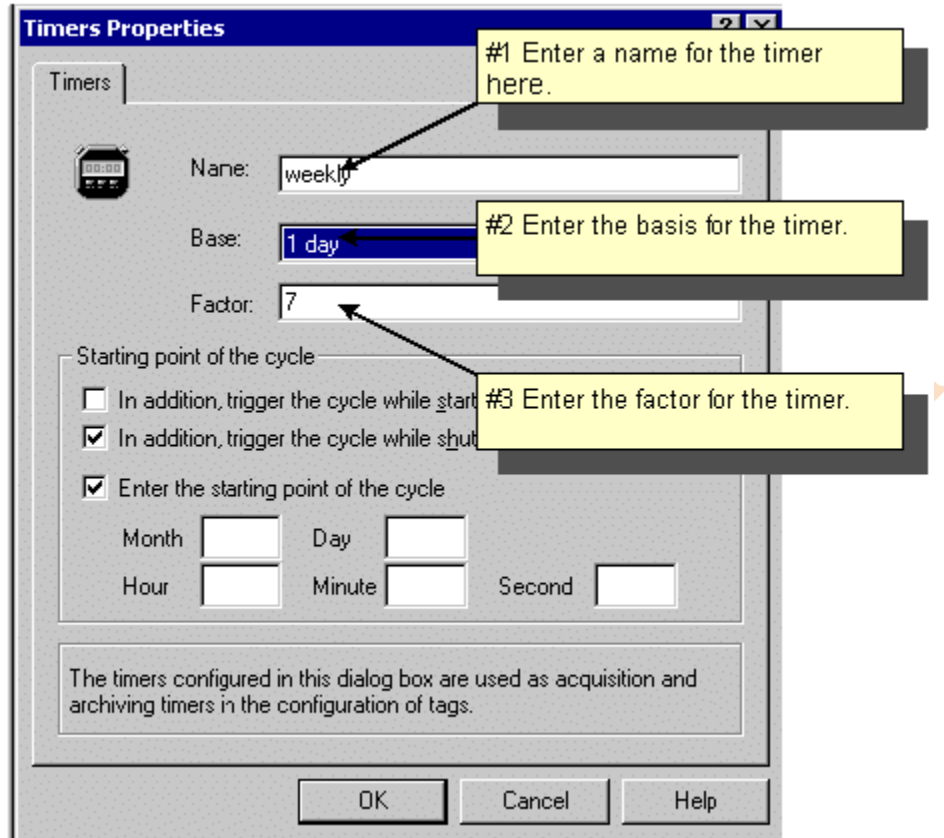 Timers Properties
#1 Enter a name for the timer
here.
Timers
00:00
Name:
weekly
#2 Enter the basis for the timer.
Base:
1 day
Factor:
7
Starting point of the cycle
In addition, trigger the cycle while
#3 Enter the factor for the timer.
In addition, trigger the cycle while
Enter the starting point of the cycle
Month
Day
Hour
Minute
Second
The timers configured in this dialog box are used as acquisition and
archiving timers in the configuration of tags.
OK
Cancel
Help